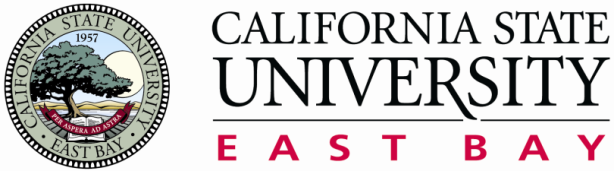 CALIFORNIA STATE UNIVERSITY
1957
PER ASPERA AD ASTRA
· EAST BAY ·
CALIFORNIA STATE
UNIVERSITY
EAST BAY